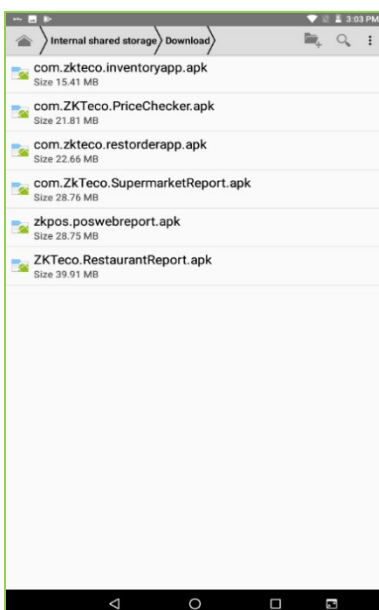 3:03 PM
Internal shared storage Download
com.zkteco.inventoryapp.apk
Size 15.41 MB
com.ZKTeco.PriceChecker.apk
Size 21.81 MB
com.zkteco.restorderapp.apk
Size 22.66 MB
com.ZkTeco.SupermarketReport.apk
Size 28.76 MB
zkpos.poswebreport.apk
Size 28.75 MB
ZKTeco.RestaurantReport.apk
Size 39.91 MB